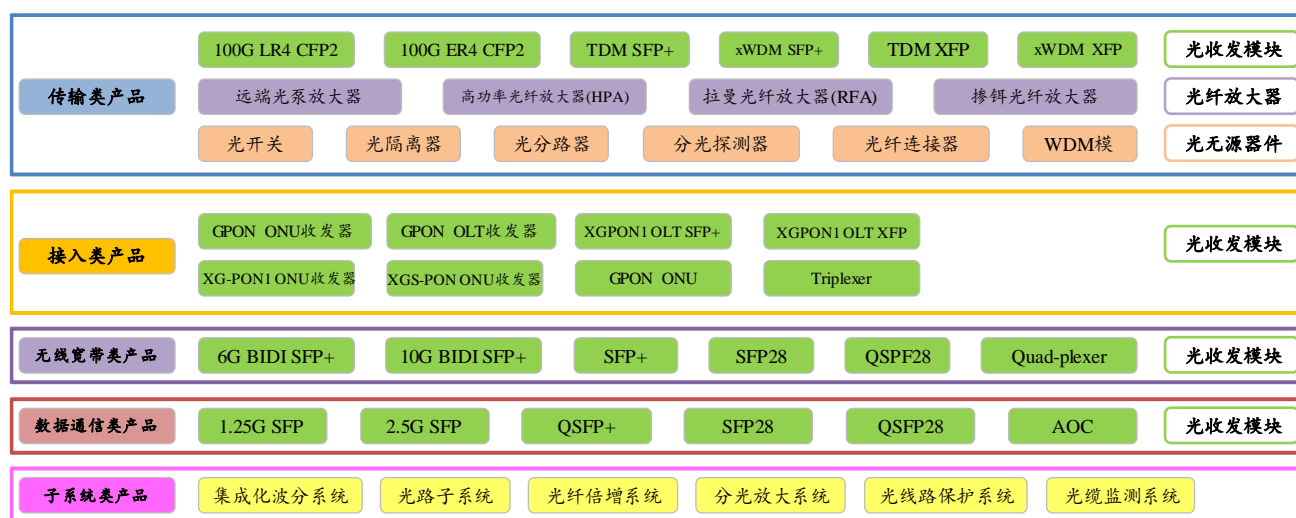 100G LR4 CFP2 100G ER4 CFP2 TDM SFP+ xWDM SFP+ TDM XFP xWDM XFP 光收发模块
传输类产品 远端光泵放大器 高功率光纤放大器(HPA) 拉曼光纤放大器(RFA) 掺铒光纤放大器 光纤放大器
光开关 光隔离器 光分路器 分光探测器 光纤连接器 WDM模 光无源器件
GPON ONU收发器 GPON OLT收发器 XGPON1 OLT SFP+ XGPON1 OLT XFP
接入类产品 光收发模块
XG-PON1 ONU收发器 XGS-PON ONU收发器 GPON ONU Triplexer
无线宽带类产品 6G BIDI SFP+ 10G BIDI SFP+ SFP+ SFP28 QSPF28 Quad-plexer 光收发模块
数据通信类产品 1.25G SFP 2.5G SFP QSFP+ SFP28 QSFP28 AOC 光收发模块
子系统类产品 集成化波分系统 光路子系统 光纤倍增系统 分光放大系统 光线路保护系统 光缆监测系统